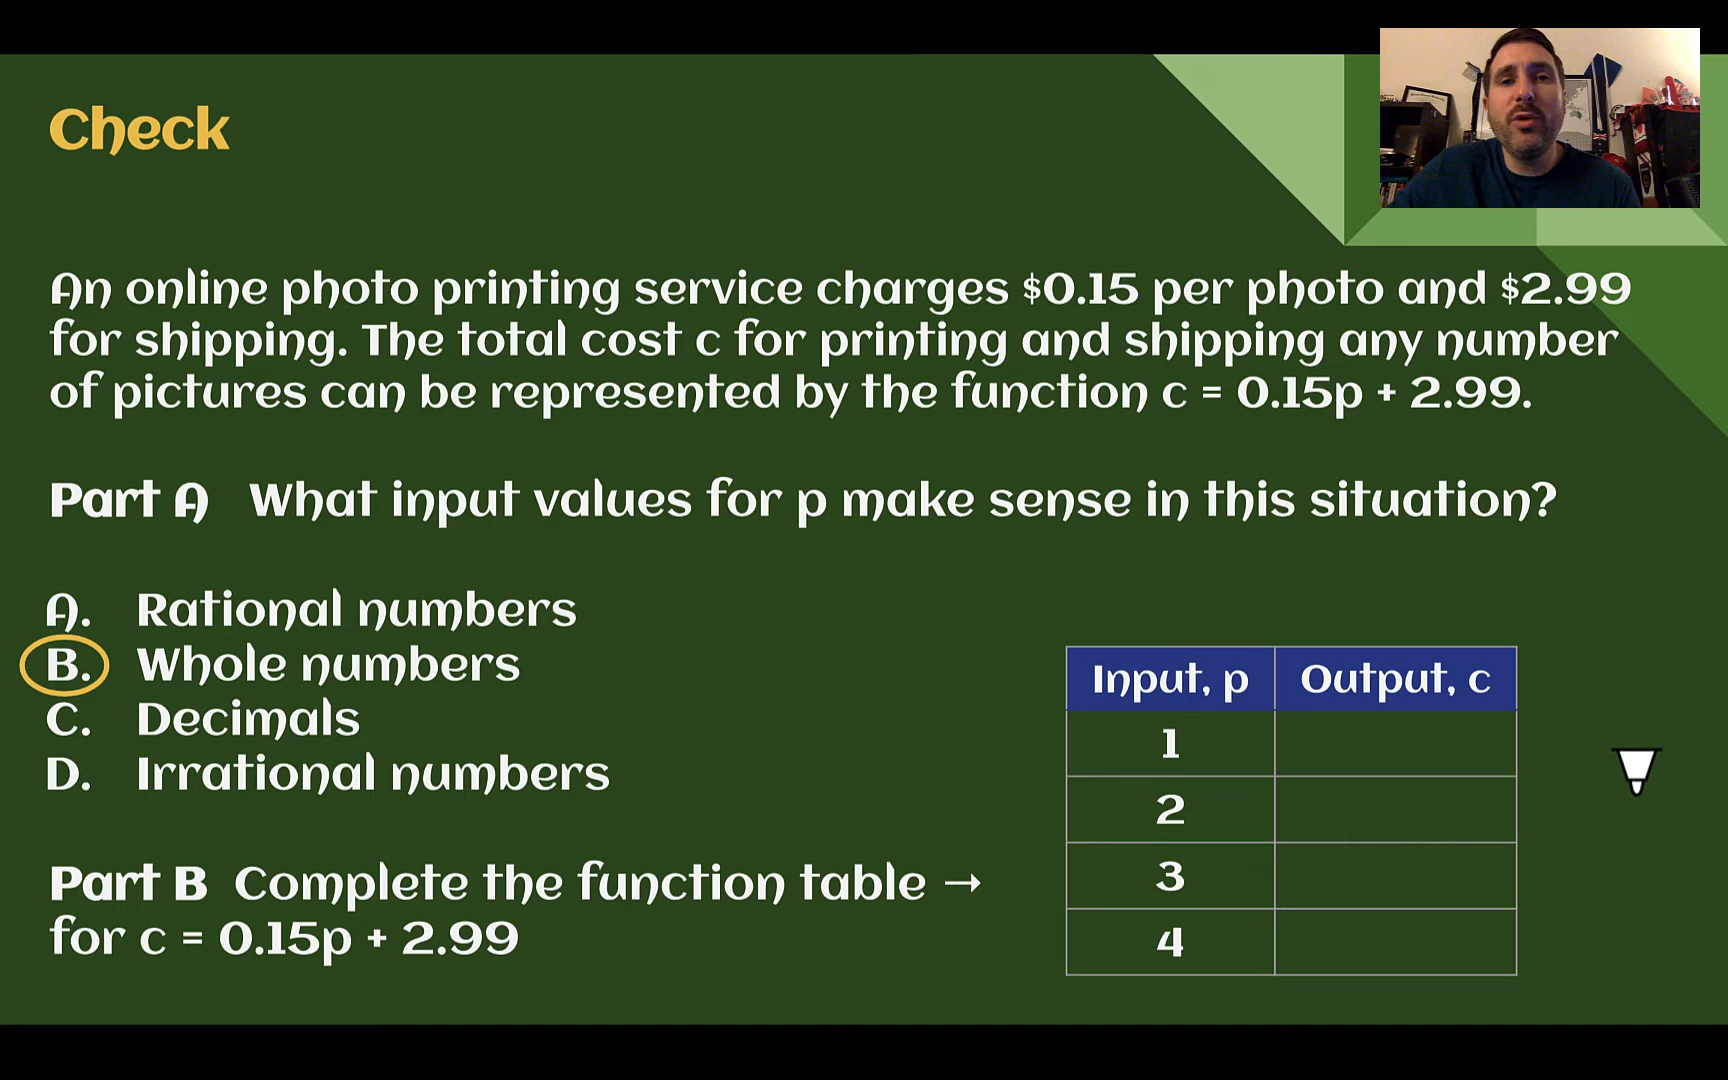 Check
An online photo printing service charges $0.15 per photo and $2.99
for shipping. The total cost c for printing and shipping any number
of pictures can be represented by the function c = 0.15p + 2.99.
Part A What input values for p make sense in this situation?
A. Rational numbers
B. Whole numbers
C. Decimals
D. Irrational numbers
Part B Complete the function table →
for c = 0.15p + 2.99
Input, p Output, c
1
2
3
4